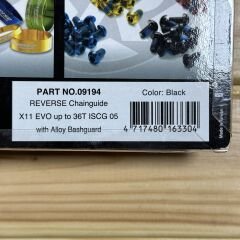 PART NO.09194
REVERSE Chainguide
X11 EVO up to 36T ISCG 05
with Alloy Bashguard
Color: Black
4 717480 163304